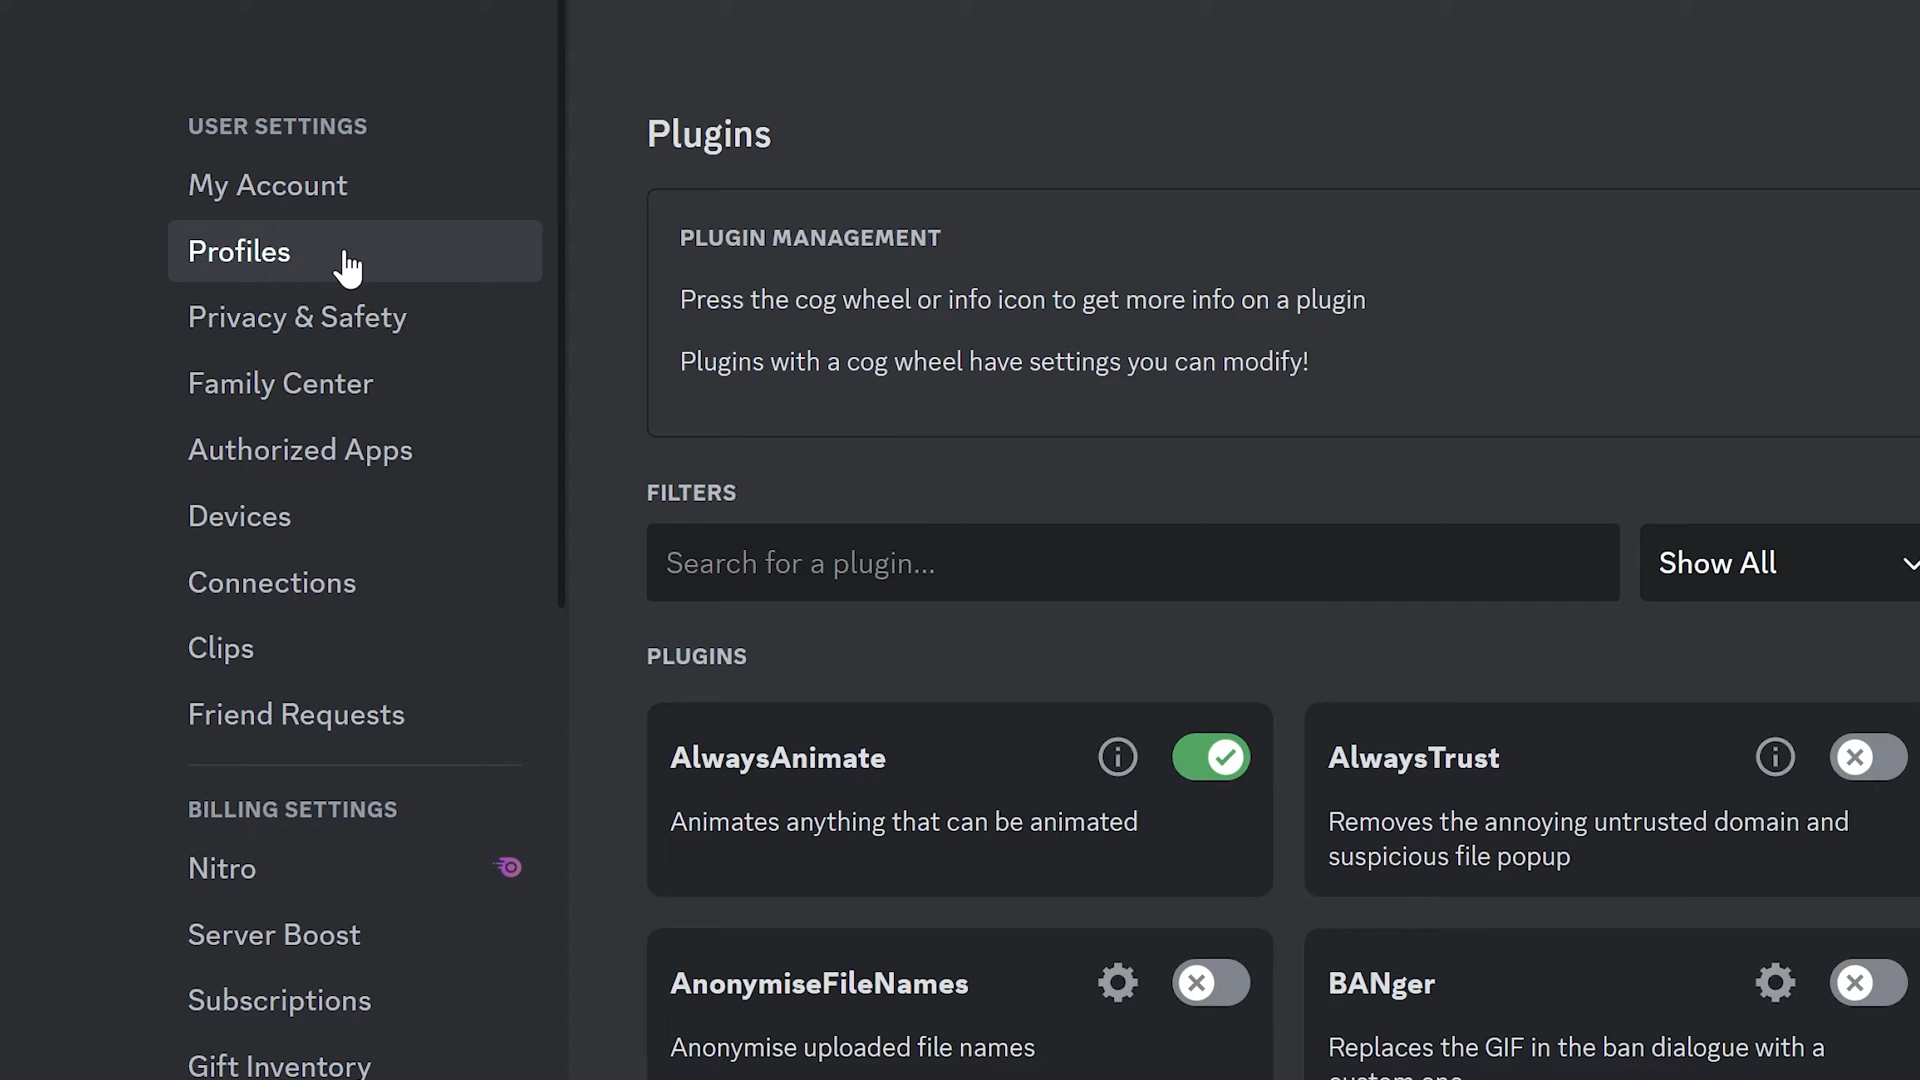 USER SETTINGS
My Account
Profiles
Privacy & Safety
Family Center
Authorized Apps
Devices
Connections
Clips
Friend Requests
BILLING SETTINGS
Nitro
Server Boost
Subscriptions
Gift Inventory
Plugins
PLUGIN MANAGEMENT
Press the cog wheel or info icon to get more info on a plugin
Plugins with a cog wheel have settings you can modify!
FILTERS
Search for a plugin...
Show All
PLUGINS
AlwaysAnimate
Animates anything that can be animated
AlwaysTrust
Removes the annoying untrusted domain and
suspicious file popup
AnonymiseFileNames
Anonymise uploaded file names
BANger
Replaces the GIF in the ban dialogue with a
custom one